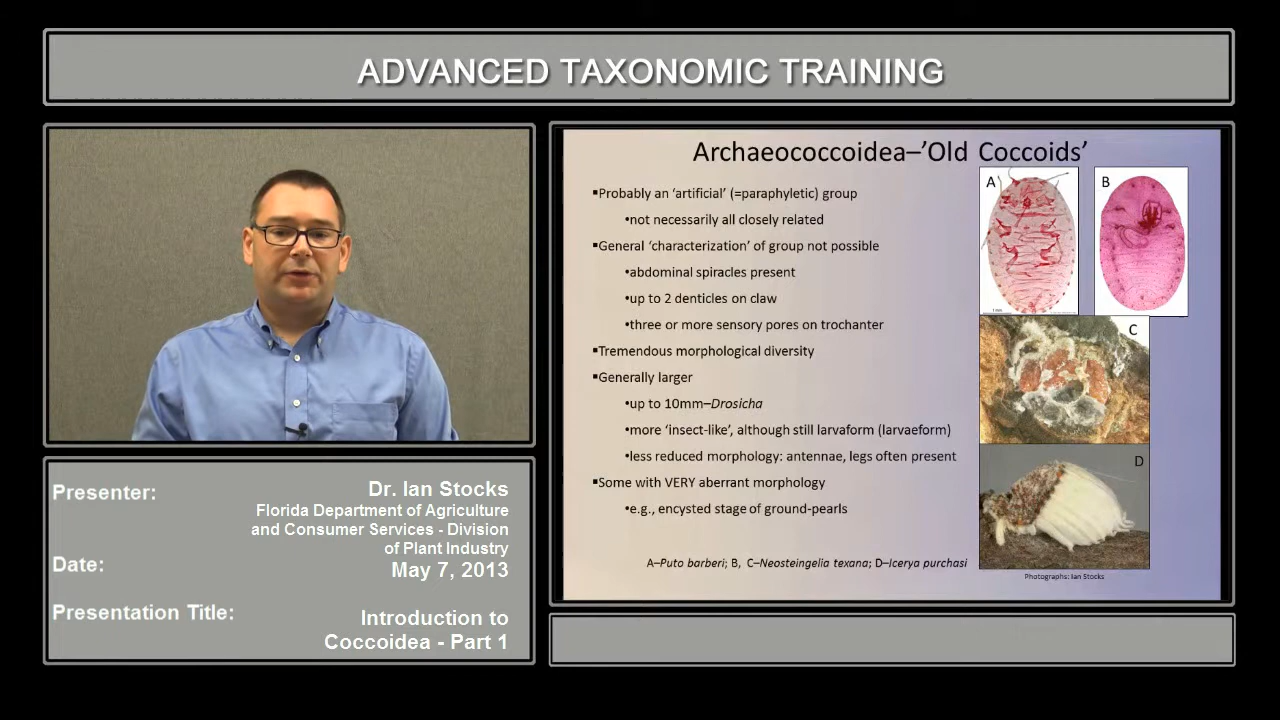 ADVANCED TAXONOMIC TRAINING
Presenter:
Dr. Ian Stocks
Florida Department of Agriculture
and Consumer Services - Division
of Plant Industry
Date:
May 7, 2013
Presentation Title:
Introduction to
Coccoidea - Part 1
Archaeococcoidea–’Old Coccoids’
▪Probably an ‘artificial’ (=paraphyletic) group
•not necessarily all closely related
▪General ‘characterization’ of group not possible
•abdominal spiracles present
•up to 2 denticles on claw
•three or more sensory pores on trochanter
▪Tremendous morphological diversity
▪Generally larger
•up to 10mm–Drosicha
•more ‘insect-like’, although still larvaform (larvaeform)
•less reduced morphology: antennae, legs often present
▪Some with VERY aberrant morphology
•e.g., encysted stage of ground-pearls
A–Puto barberi; B, C–Neosteingelia texana; D–Icerya purchasi
A
B
C
D
Photographs: Ian Stocks